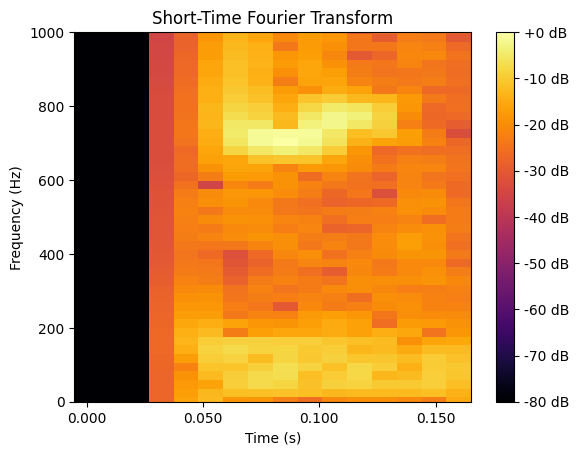 Short-Time Fourier Transform
Frequency (Hz)
1000
800
600
400
200
0
0.000
0.050
0.100
0.150
Time (s)
+0 dB
-10 dB
-20 dB
-30 dB
-40 dB
-50 dB
-60 dB
-70 dB
-80 dB